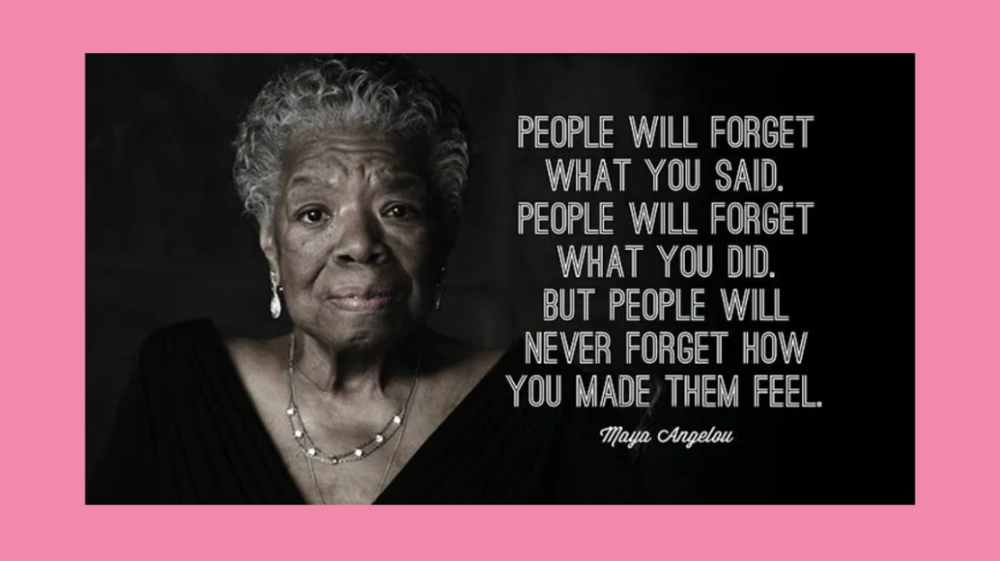 PEOPLE WILL FORGET
WHAT YOU SAID.
PEOPLE WILL FORGET
WHAT YOU DID.
BUT PEOPLE WILL
NEVER FORGET HOW
YOU MADE THEM FEEL.
Maya Angelou